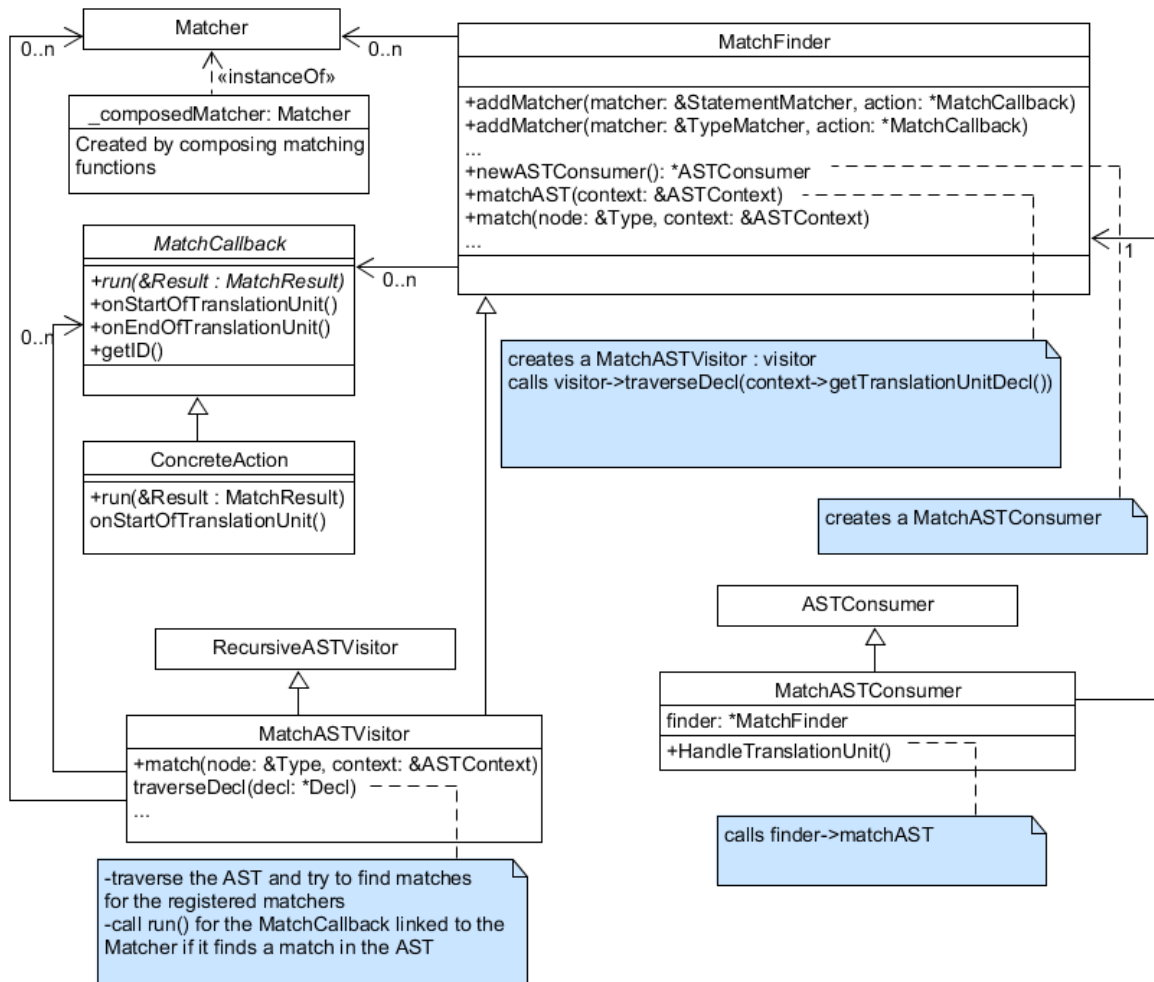 Matcher
0..n
0..n
«instanceOf»
_composedMatcher: Matcher
Created by composing matching
functions
MatchFinder
+addMatcher(matcher: &StatementMatcher, action: *MatchCallback)
+addMatcher(matcher: &TypeMatcher, action: *MatchCallback)
...
+newASTConsumer(): *ASTConsumer
+matchAST(context: &ASTContext)
+match(node: &Type, context: &ASTContext)
...
1
MatchCallback
+run(&Result : MatchResult)
+onStartOfTranslationUnit()
+onEndOfTranslationUnit()
+getID()
0..n
0..n
creates a MatchASTVisitor : visitor
calls visitor->traverseDecl(context->getTranslationUnitDecl())
ConcreteAction
+run(&Result : MatchResult)
onStartOfTranslationUnit()
creates a MatchASTConsumer
ASTConsumer
RecursiveASTVisitor
MatchASTConsumer
finder: *MatchFinder
+HandleTranslationUnit()
MatchASTVisitor
+match(node: &Type, context: &ASTContext)
traverseDecl(decl: *Decl)
...
calls finder->matchAST
-traverse the AST and try to find matches
for the registered matchers
-call run() for the MatchCallback linked to the
Matcher if it finds a match in the AST